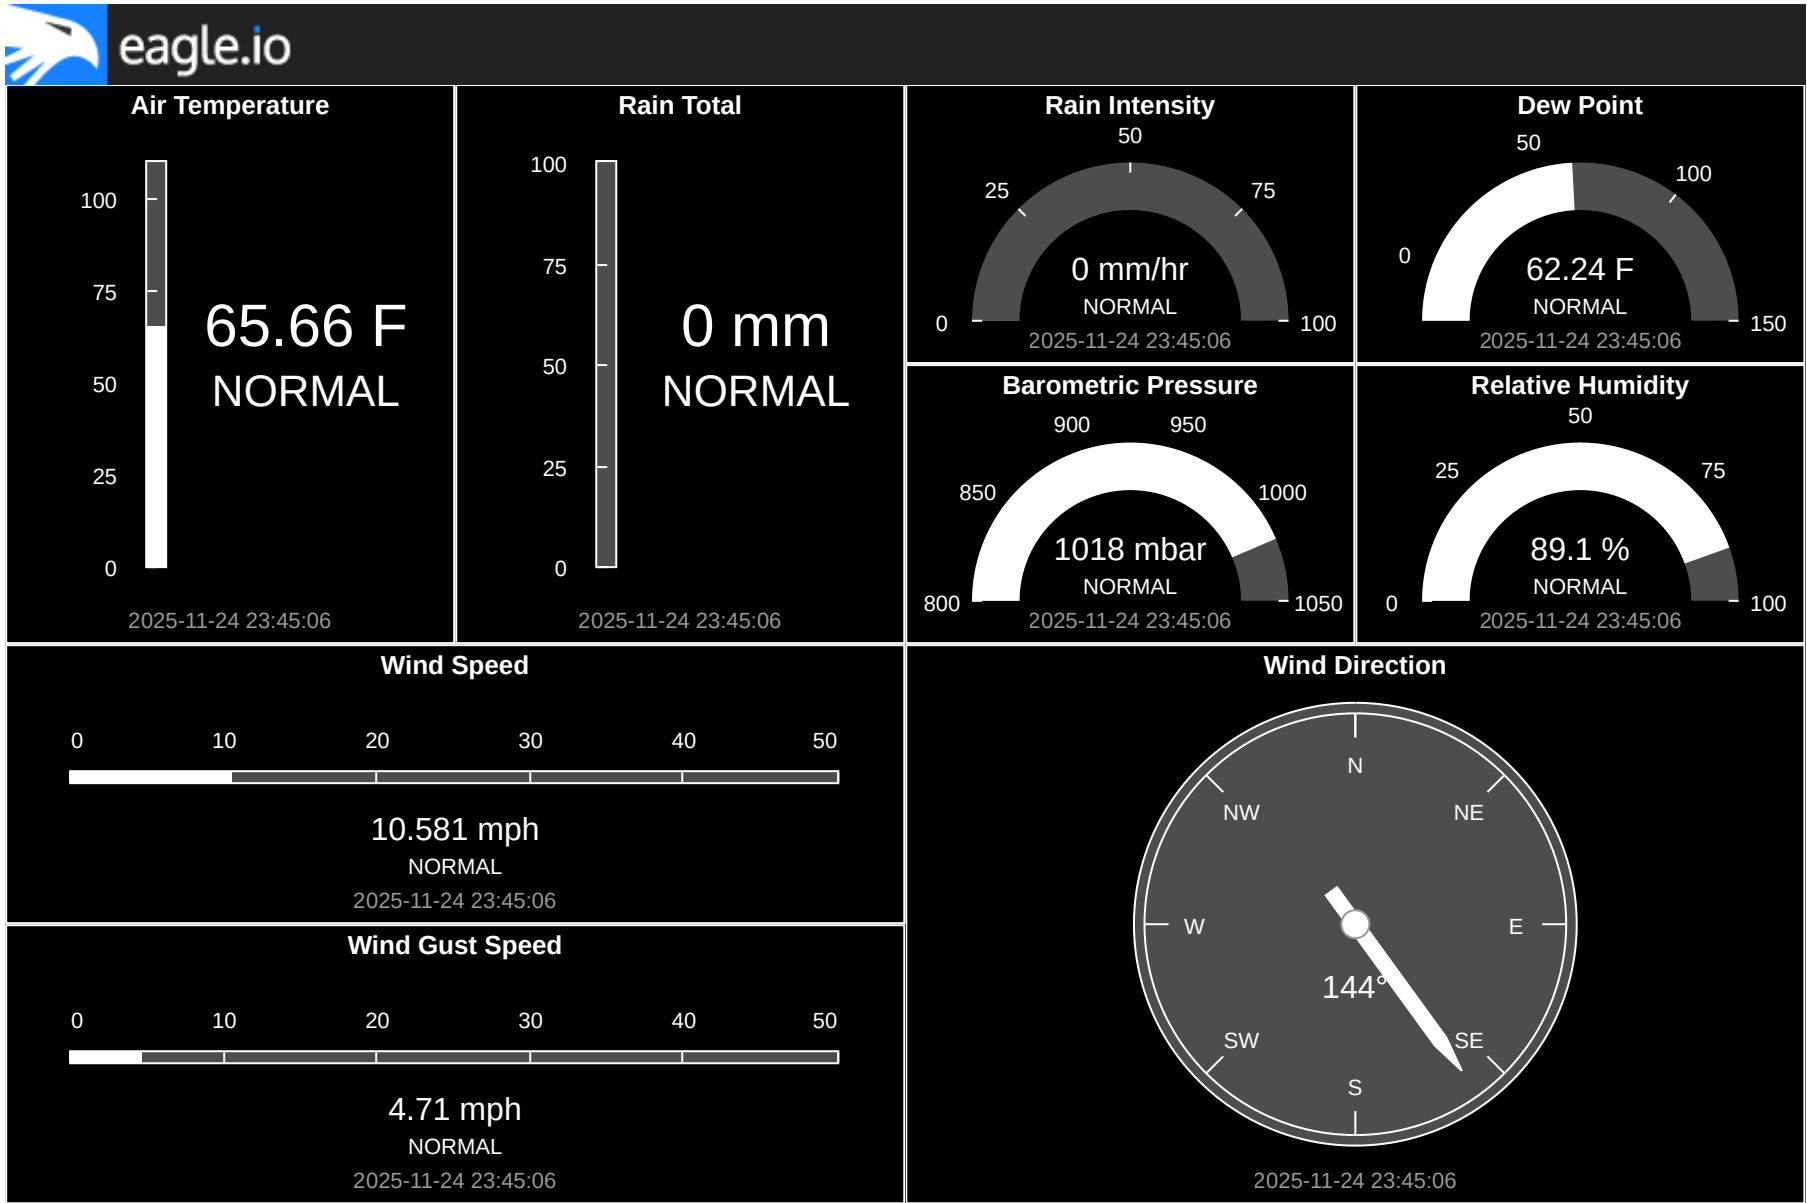 eagle.io
Air Temperature
100
75
50
25
0
65.66 F
NORMAL
2025-11-24 23:45:06
Rain Total
100
75
50
25
0
0 mm
NORMAL
2025-11-24 23:45:06
Rain Intensity
50
25
75
0
100
0 mm/hr
NORMAL
2025-11-24 23:45:06
Dew Point
50
100
0
150
62.24 F
NORMAL
2025-11-24 23:45:06
Barometric Pressure
900
950
850
1000
800
1050
1018 mbar
NORMAL
2025-11-24 23:45:06
Relative Humidity
50
25
75
0
100
89.1 %
NORMAL
2025-11-24 23:45:06
Wind Speed
0 10 20 30 40 50
10.581 mph
NORMAL
2025-11-24 23:45:06
Wind Gust Speed
0 10 20 30 40 50
4.71 mph
NORMAL
2025-11-24 23:45:06
Wind Direction
N
NW NE
W E
144°
SW SE
S
2025-11-24 23:45:06